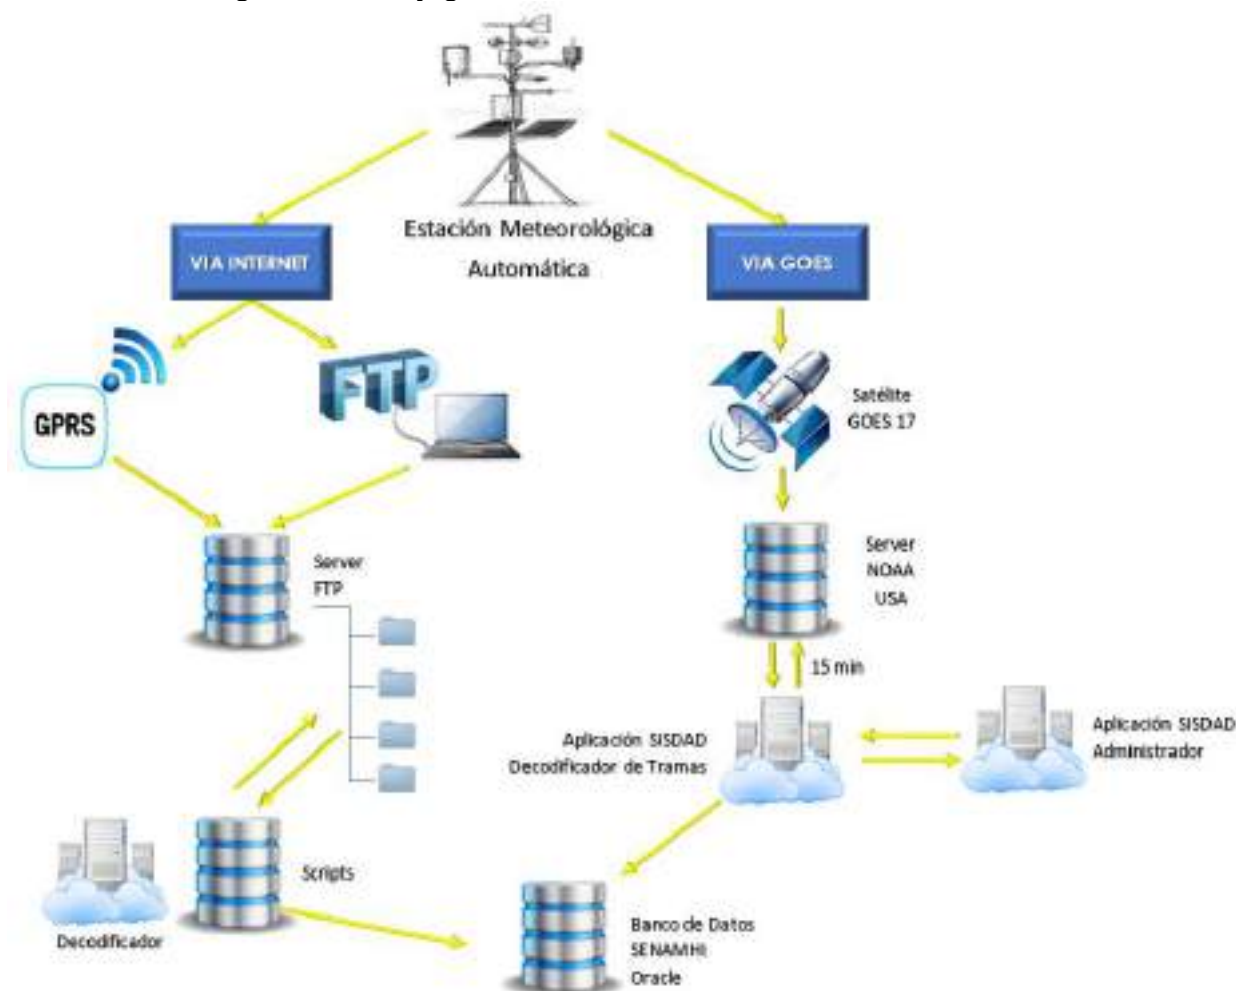 Estación Meteorológica
Automática
VIA INTERNET
VIA GOES
GPRS
FTP
Satélite
GOES 17
Server
FTP
Server
NOAA
USA
15 min
Aplicación SISDAD
Decodificador de Tramas
Aplicación SISDAD
Administrador
Scripts
Decodificador
Banco de Datos
SENAMHI
Oracle